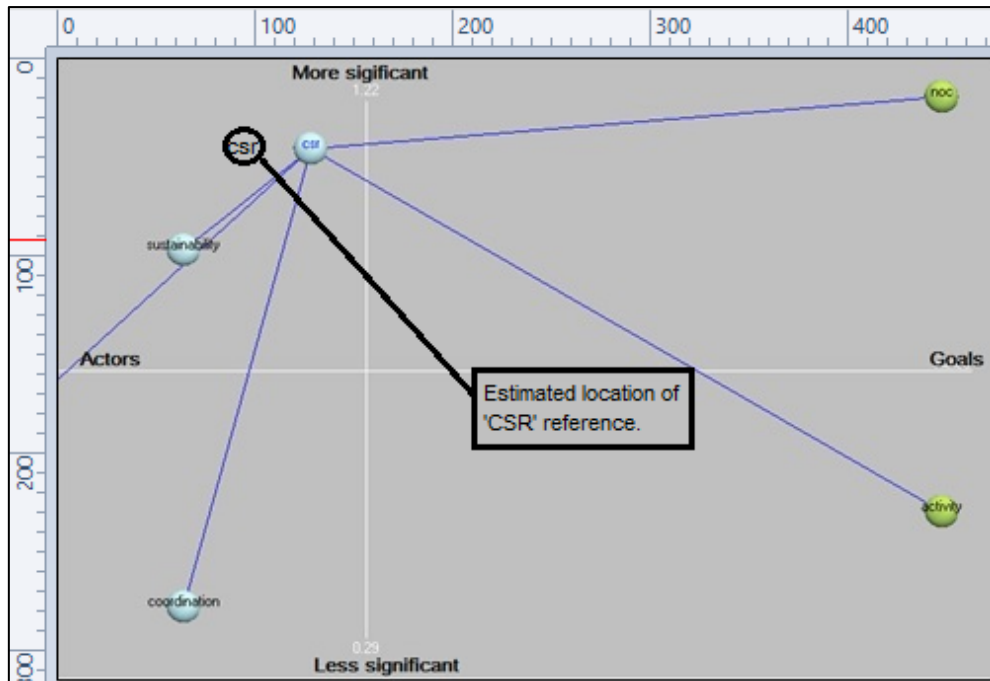 0 100 200 300 400
0
100
200
300
More sigificant
1.22
noc
csr
csr
sustainability
Actors
Goals
Estimated location of
'CSR' reference.
activity
coordination
0.29
Less significant